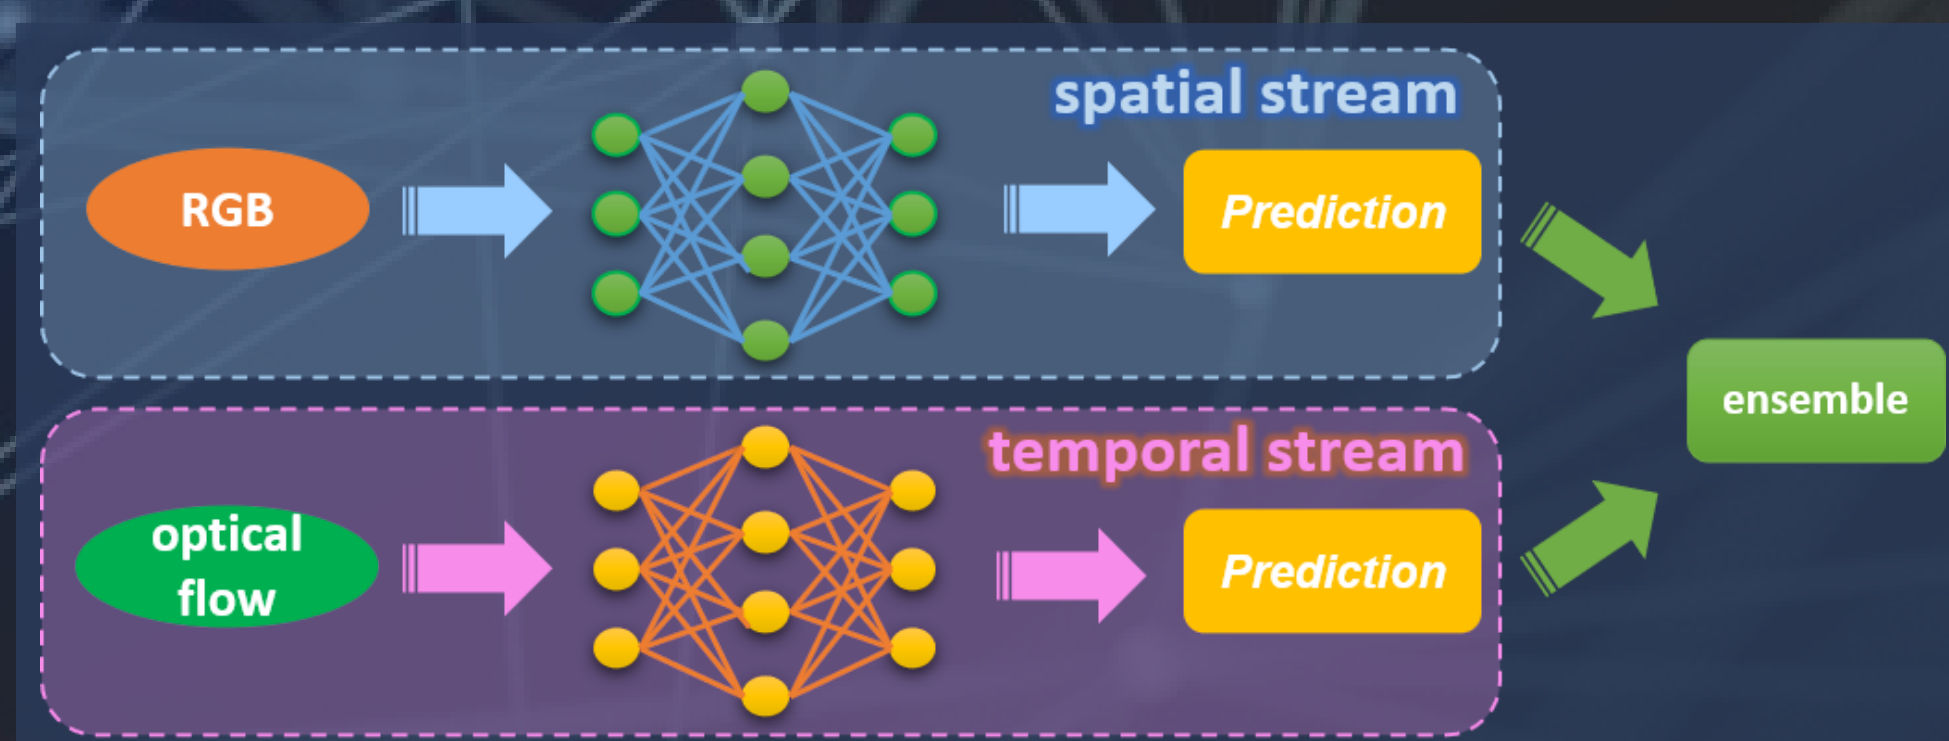 spatial stream
RGB
Prediction
ensemble
temporal stream
optical
flow
Prediction